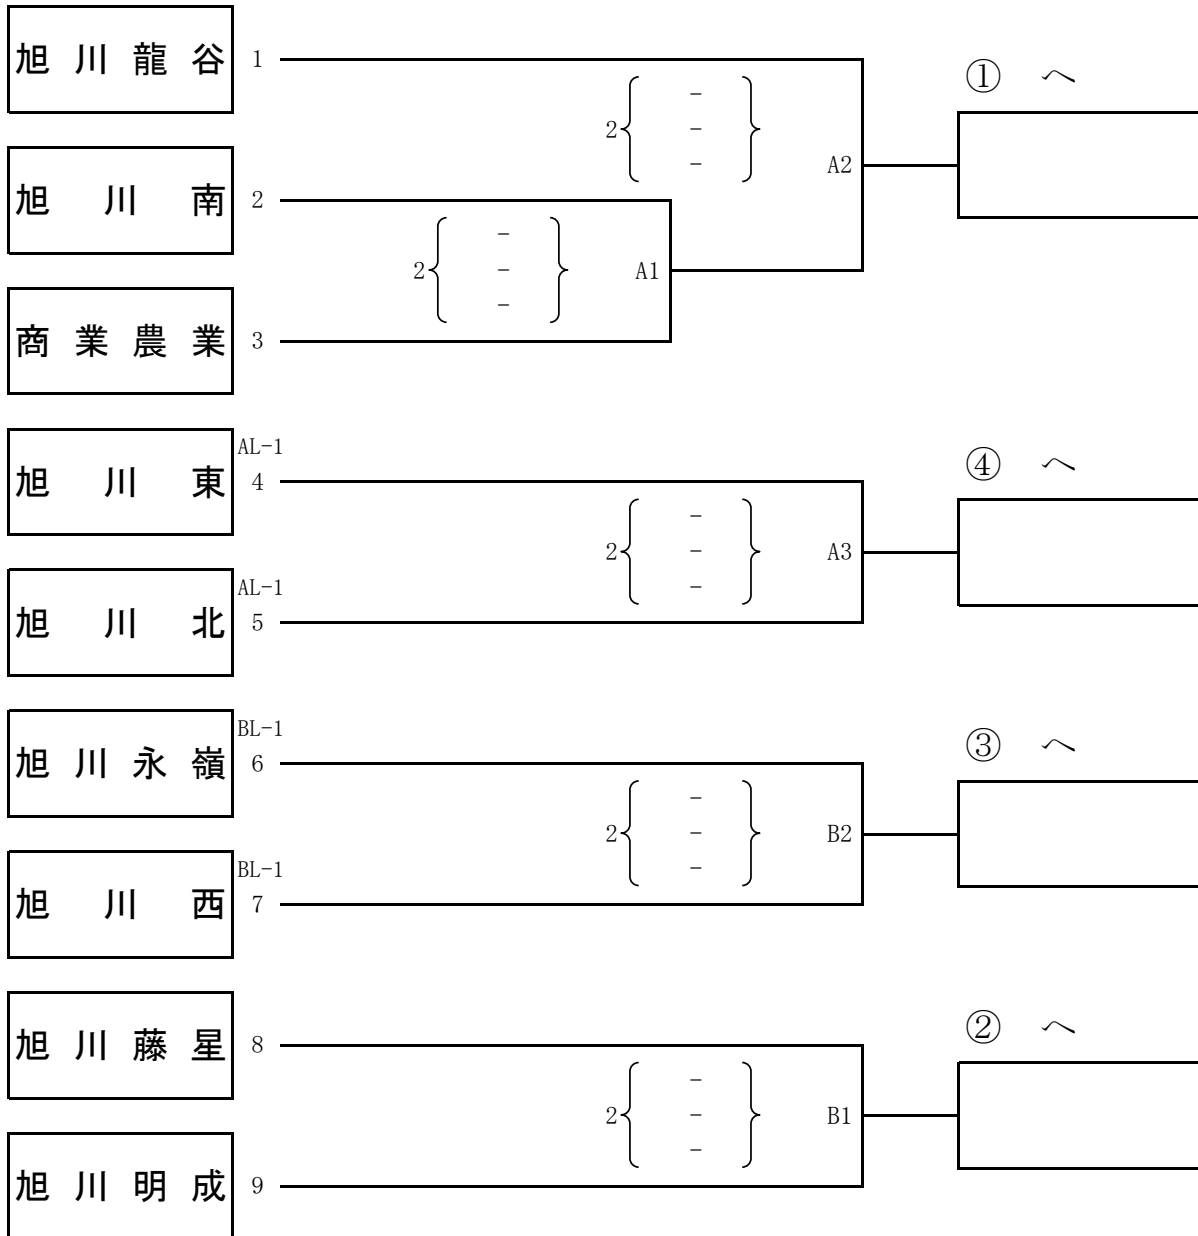 旭川龍谷 1
① へ
-
2{ - }
-
A2
旭川南 2
-
2{ - }
-
A1
商業農業 3
AL-1
旭川東 4
④ へ
-
2{ - }
-
A3
AL-1
旭川北 5
BL-1
旭川永嶺 6
③ へ
-
2{ - }
-
B2
BL-1
旭川西 7
旭川藤星 8
② へ
-
2{ - }
-
B1
旭川明成 9